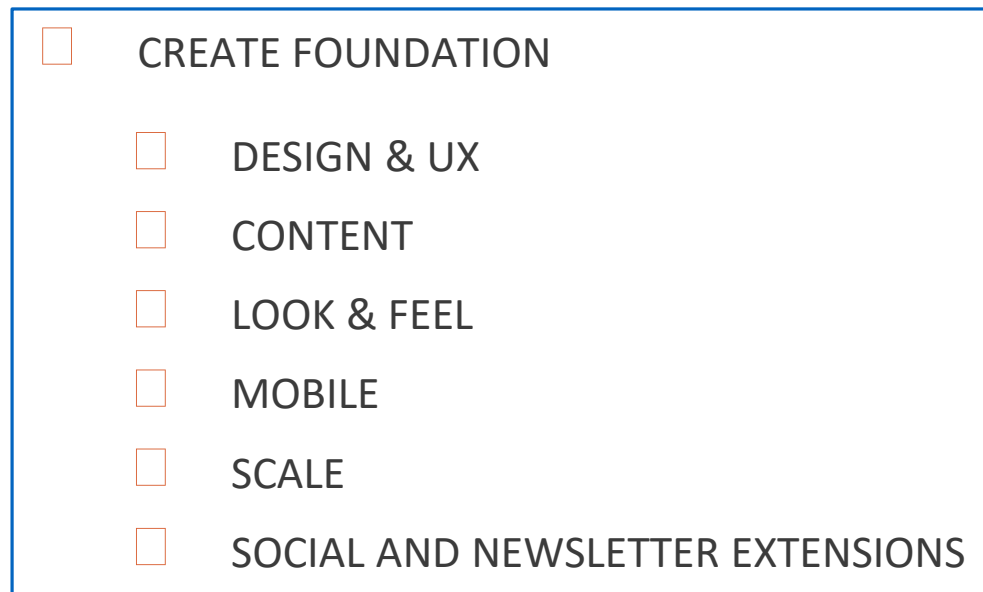 CREATE FOUNDATION
DESIGN & UX
CONTENT
LOOK & FEEL
MOBILE
SCALE
SOCIAL AND NEWSLETTER EXTENSIONS